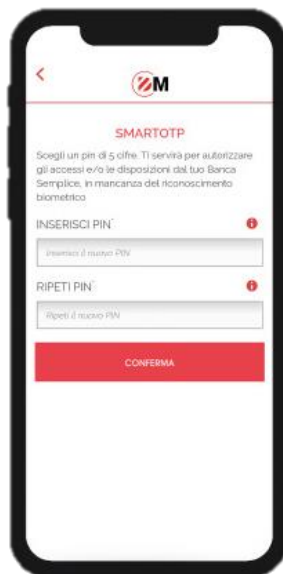 M
SMARTOTP
Scegli un pin di 5 cifre. Ti servirà per autorizzare
gli accessi e/o le disposizioni dal tuo Banca
Semplice, in mancanza del riconoscimento
biometrico
INSERISCI PIN*
Inserisci il nuovo PIN
RIPETI PIN*
Ripeti il nuovo PIN
CONFERMA